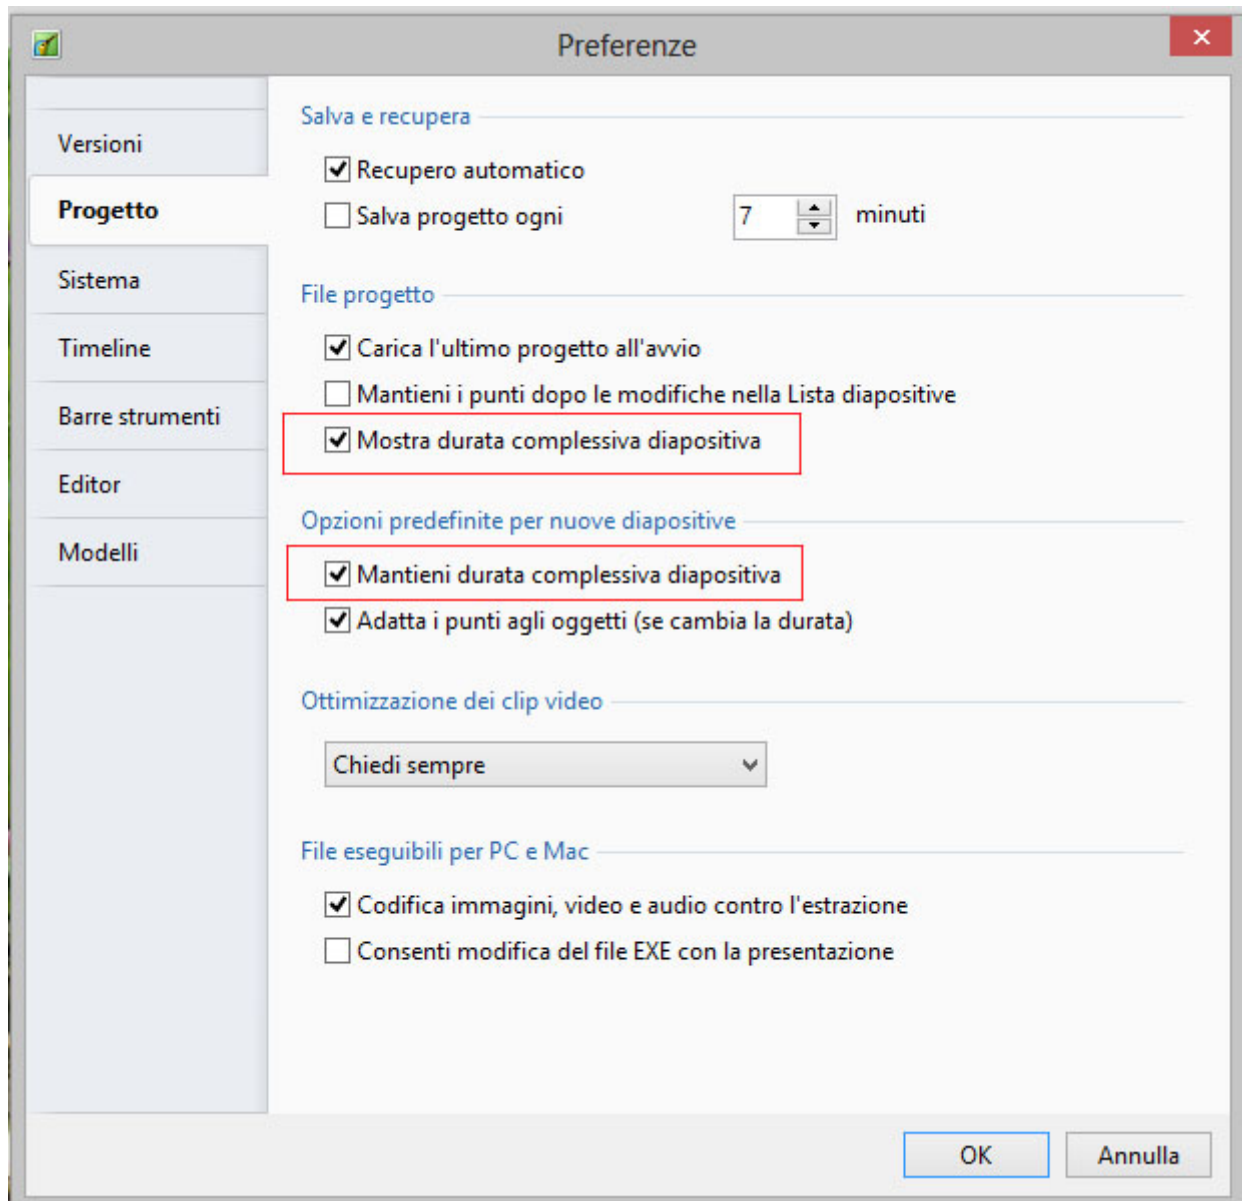 Preferenze
Versioni
Progetto
Sistema
Timeline
Barre strumenti
Editor
Modelli
Salva e recupera
Recupero automatico
Salva progetto ogni 7 minuti
File progetto
Carica l'ultimo progetto all'avvio
Mantieni i punti dopo le modifiche nella Lista diapositive
Mostra durata complessiva diapositiva
Opzioni predefinite per nuove diapositive
Mantieni durata complessiva diapositiva
Adatta i punti agli oggetti (se cambia la durata)
Ottimizzazione dei clip video
Chiedi sempre
File eseguibili per PC e Mac
Codifica immagini, video e audio contro l'estrazione
Consenti modifica del file EXE con la presentazione
OK Annulla